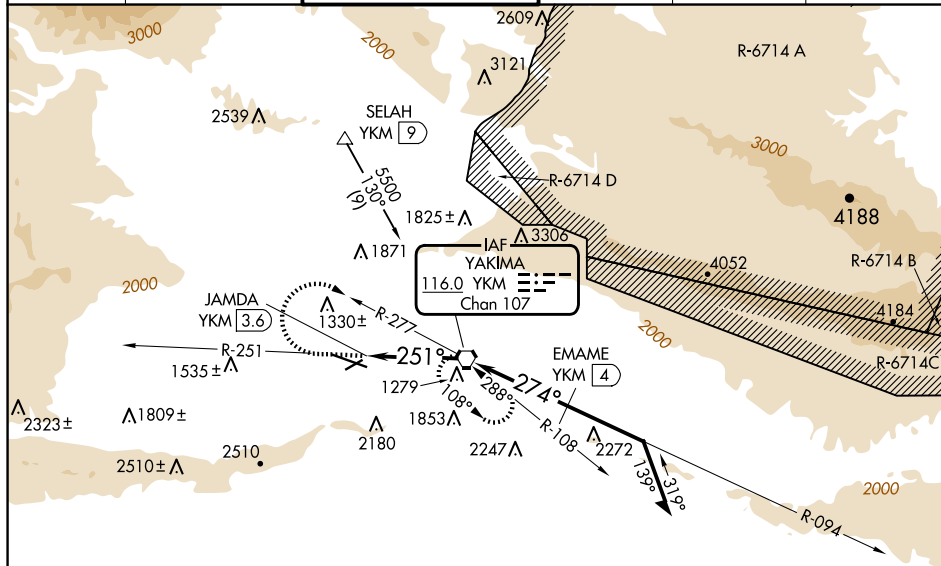 3000
2000
2609
3121
R-6714 A
2539
SELAH
YKM 9
3000
5500
130°
(9)
R-6714 D
4188
1825±
3306
1871
IAF
YAKIMA
116.0 YKM
Chan 107
4052
R-6714 B
2000
JAMDA
YKM 3.6
1330±
R-277
4184
2000
R-251
251°
EMAME
YKM 4
R-6714C
1535±
1279
288°
274°
108°
2323±
1809±
1853
R-108
2180
2247
2272
2510±
2510
139°
319°
2000
R-094